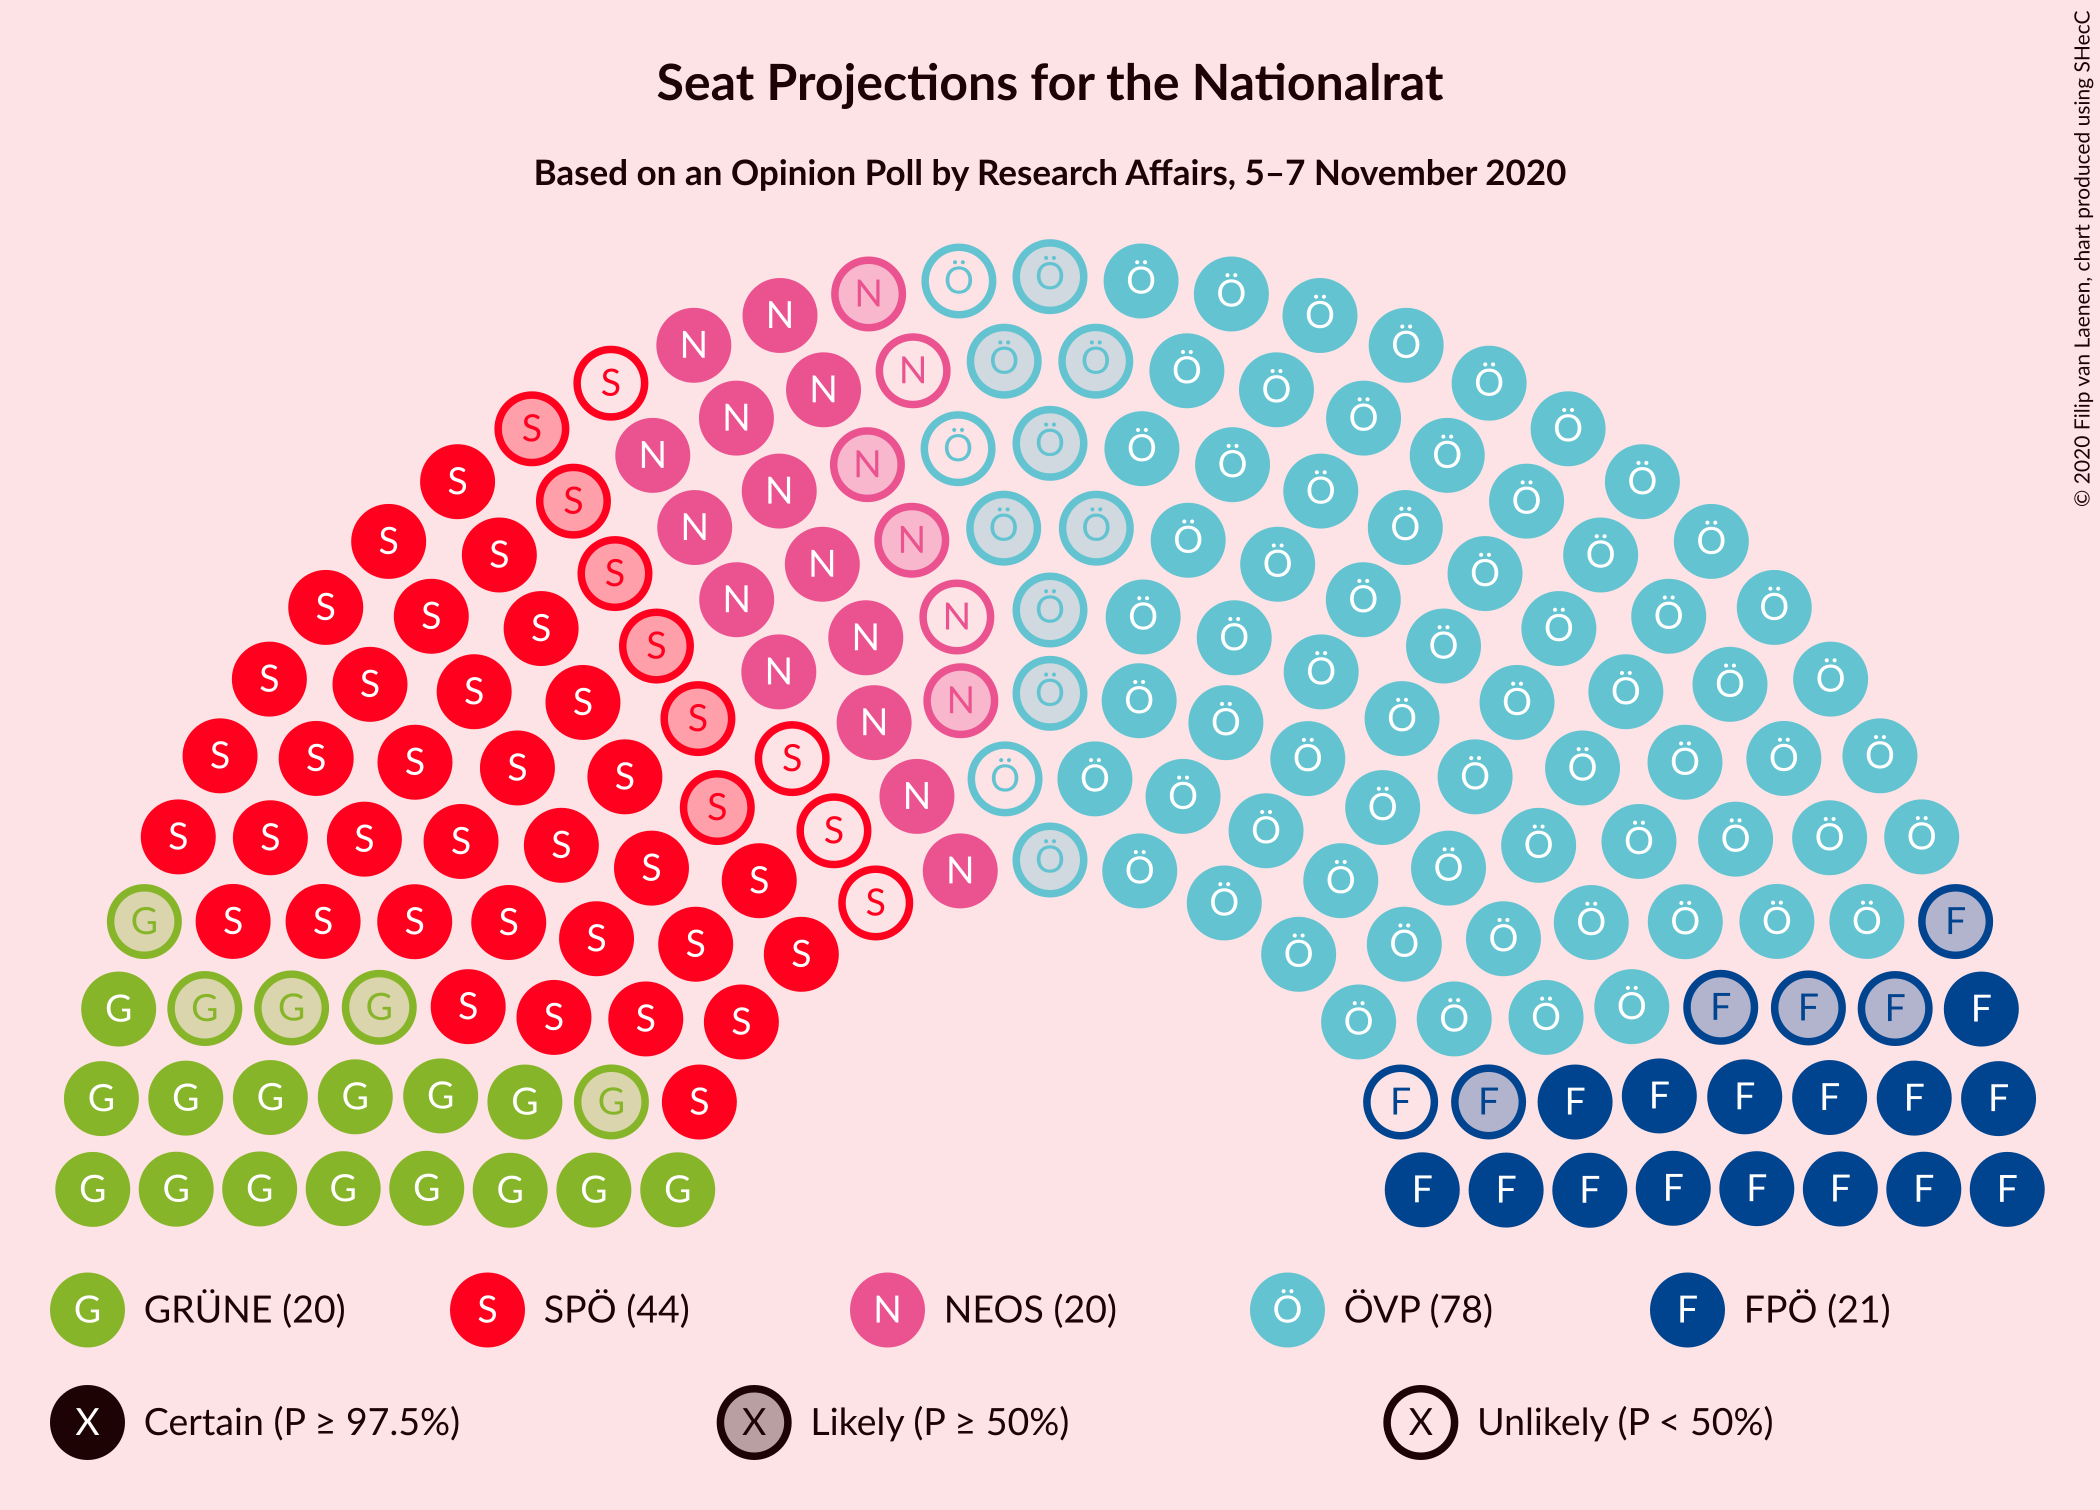 Seat Projections for the Nationalrat
Based on an Opinion Poll by Research Affairs, 5–7 November 2020
© 2020 Filip van Laenen, chart produced using SHecC
Ö Ö Ö
N N Ö Ö
N N Ö Ö
S N N Ö Ö Ö Ö Ö Ö
S N N Ö Ö
S N Ö Ö Ö Ö Ö
S N N Ö Ö Ö
S S N N Ö Ö Ö Ö
S S N N N Ö Ö Ö Ö Ö Ö
S S N N Ö Ö Ö Ö
S S S N N Ö Ö Ö Ö Ö
S S S N N Ö Ö Ö Ö Ö
S S S S N N Ö Ö Ö Ö Ö Ö
S S S S S S N Ö Ö Ö Ö Ö Ö Ö Ö
S S S S S S S Ö Ö Ö Ö Ö Ö
S S S N Ö Ö Ö Ö
G S S S S S S S Ö Ö Ö Ö Ö Ö Ö F
G G G G S S S S Ö Ö Ö Ö F F F F
G G G G G G G S F F F F F F F F
G G G G G G G G F F F F F F F F
G GRÜNE (20) S SPÖ (44) N NEOS (20) Ö ÖVP (78) F FPÖ (21)
X Certain (P ≥ 97.5%) X Likely (P ≥ 50%) X Unlikely (P < 50%)